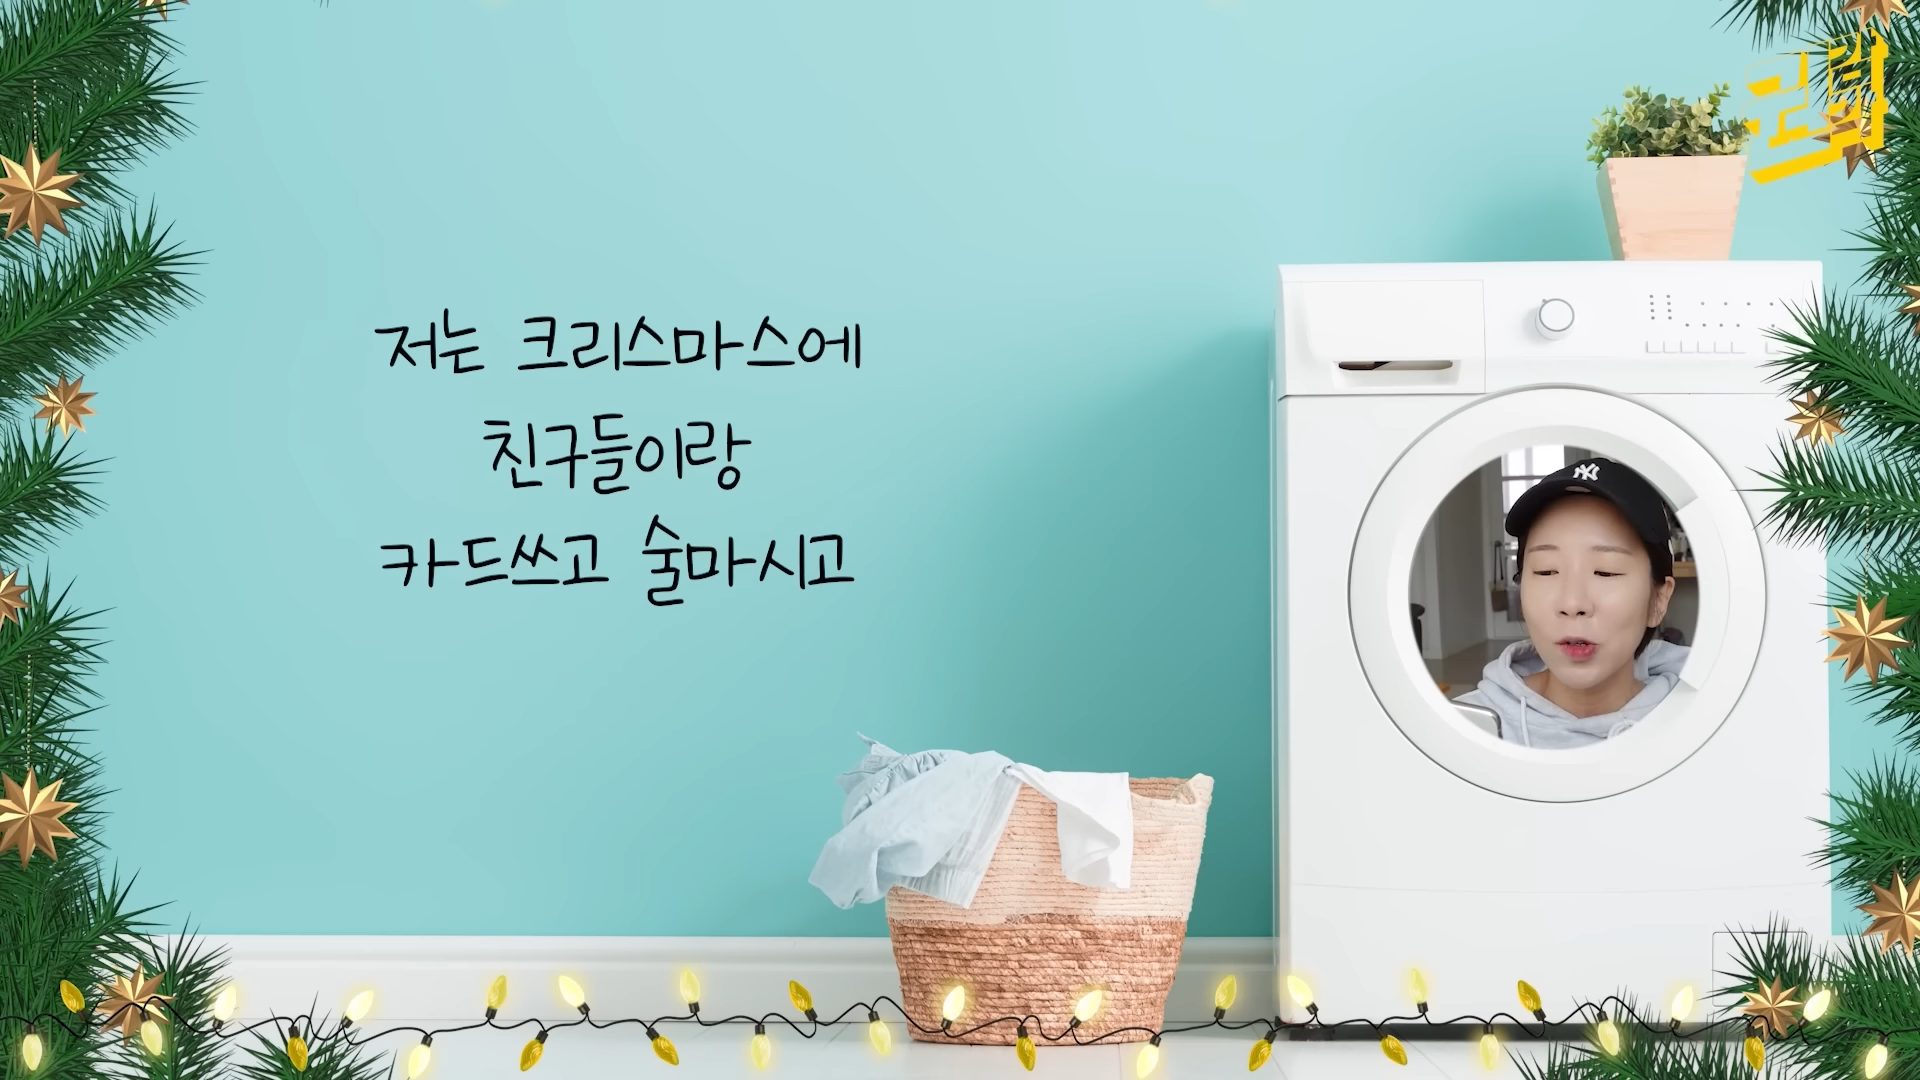 저는 크리스마스에
친구들이랑
카드쓰고 술마시고